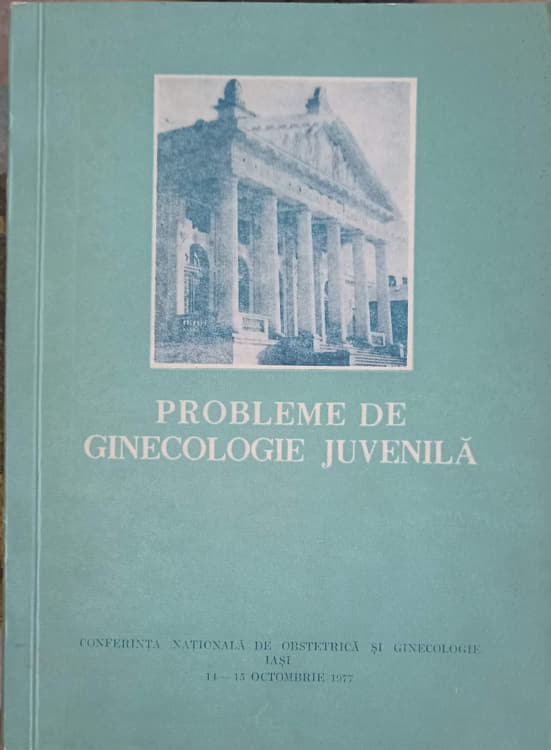 PROBLEME DE
GINECOLOGIE JUVENILĂ
CONFERINȚA NAȚIONALĂ DE OBSTETRICĂ ȘI GINECOLOGIE
IAȘI
14—15 OCTOMBRIE 1977